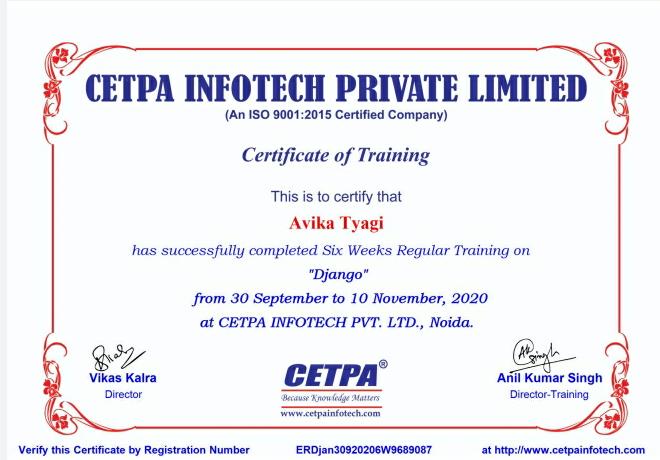 CETPA INFOTECH PRIVATE LIMITED
(An ISO 9001:2015 Certified Company)
Certificate of Training
This is to certify that
Avika Tyagi
has successfully completed Six Weeks Regular Training on
"Django"
from 30 September to 10 November, 2020
at CETPA INFOTECH PVT. LTD., Noida.
Vikas Kalra
Director
CETPA®
Because Knowledge Matters
www.cetpainfotech.com
Anil Kumar Singh
Director-Training
Verify this Certificate by Registration Number ERDjan30920206W9689087 at http://www.cetpainfotech.com